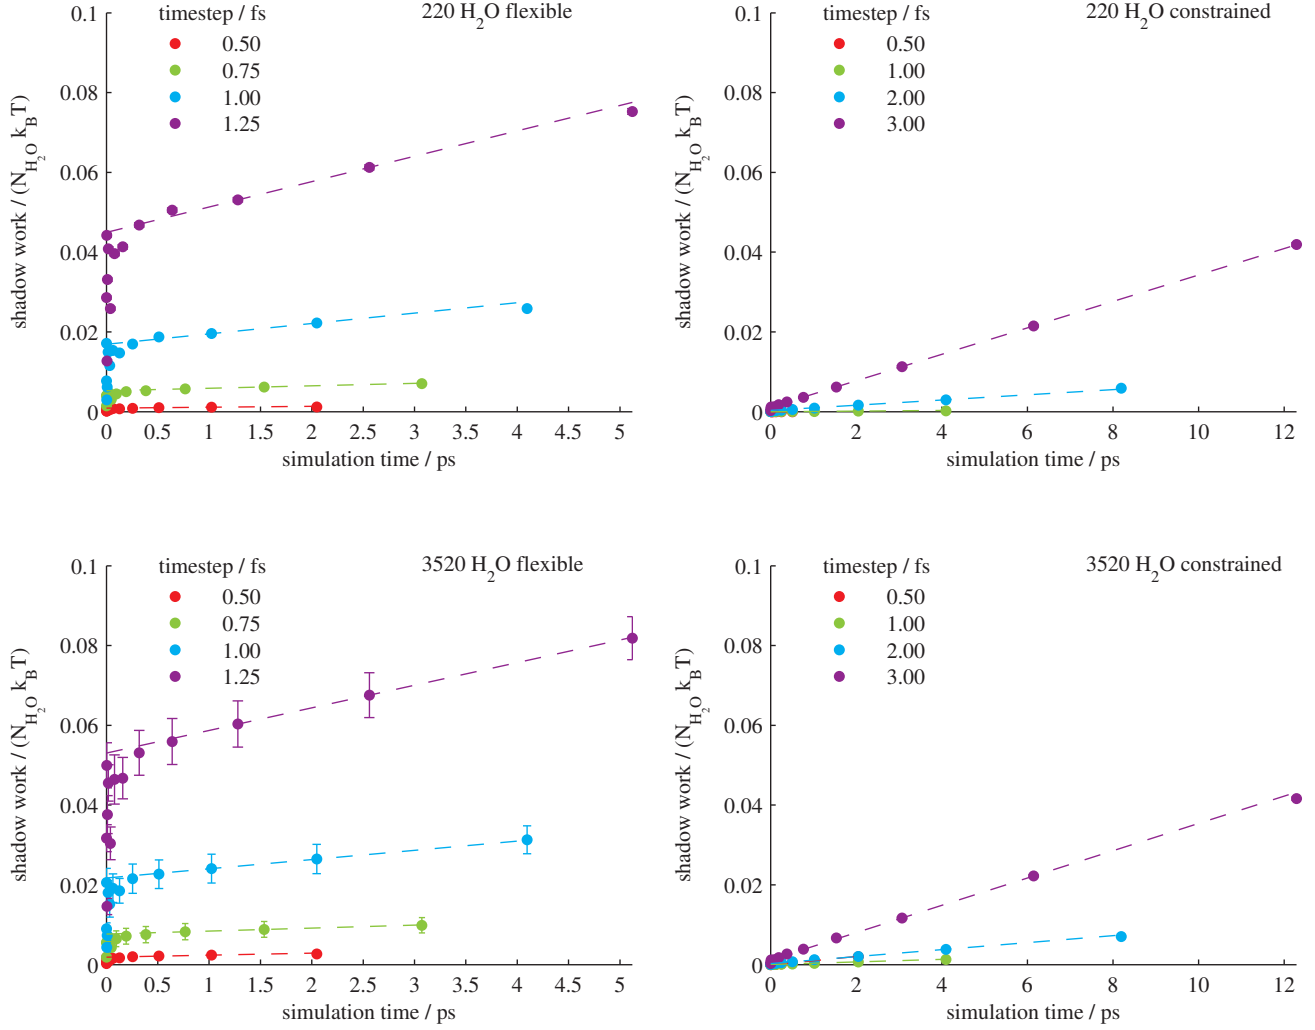 220 H2O flexible
timestep / fs
0.50
0.75
1.00
1.25
shadow work / (N_H2O k_BT)
0.1
0.08
0.06
0.04
0.02
0
0 0.5 1 1.5 2 2.5 3 3.5 4 4.5 5
simulation time / ps
220 H2O constrained
timestep / fs
0.50
1.00
2.00
3.00
shadow work / (N_H2O k_BT)
0.1
0.08
0.06
0.04
0.02
0
0 2 4 6 8 10 12
simulation time / ps
3520 H2O flexible
timestep / fs
0.50
0.75
1.00
1.25
shadow work / (N_H2O k_BT)
0.1
0.08
0.06
0.04
0.02
0
0 0.5 1 1.5 2 2.5 3 3.5 4 4.5 5
simulation time / ps
3520 H2O constrained
timestep / fs
0.50
1.00
2.00
3.00
shadow work / (N_H2O k_BT)
0.1
0.08
0.06
0.04
0.02
0
0 2 4 6 8 10 12
simulation time / ps